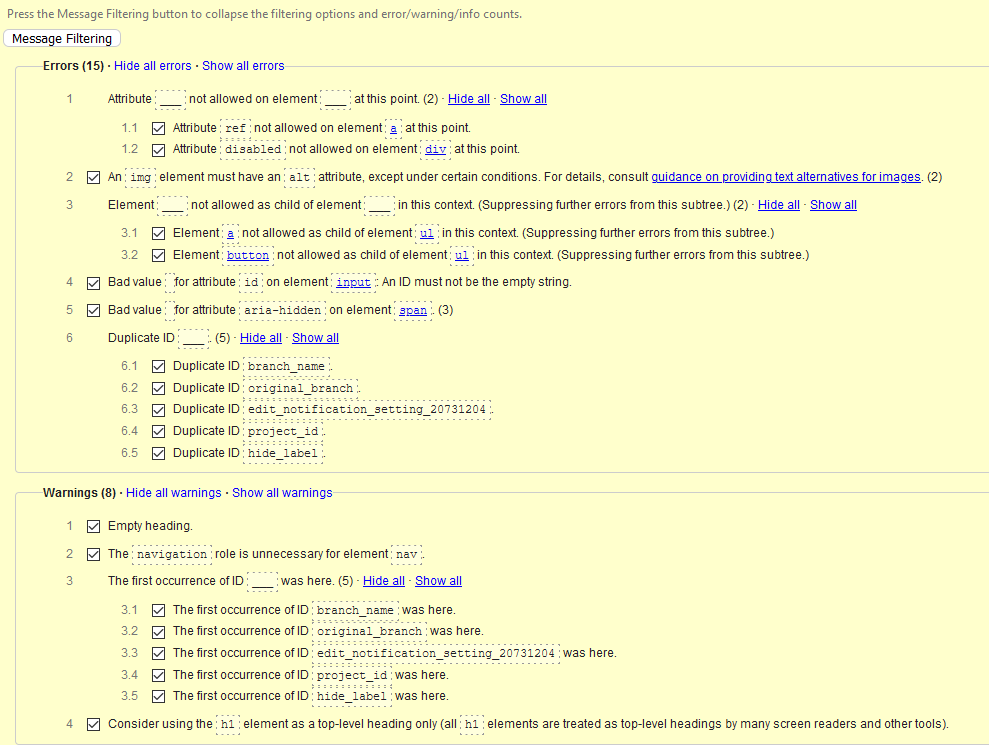 Press the Message Filtering button to collapse the filtering options and error/warning/info counts.
Message Filtering
Errors (15) · Hide all errors · Show all errors
1 Attribute ___ not allowed on element ___ at this point. (2) · Hide all · Show all
1.1 Attribute ref not allowed on element a at this point.
1.2 Attribute disabled not allowed on element div at this point.
2 An img element must have an alt attribute, except under certain conditions. For details, consult guidance on providing text alternatives for images. (2)
3 Element ___ not allowed as child of element ___ in this context. (Suppressing further errors from this subtree.) (2) · Hide all · Show all
3.1 Element a not allowed as child of element ul in this context. (Suppressing further errors from this subtree.)
3.2 Element button not allowed as child of element ul in this context. (Suppressing further errors from this subtree.)
4 Bad value for attribute id on element input: An ID must not be the empty string.
5 Bad value for attribute aria-hidden on element span. (3)
6 Duplicate ID ___. (5) · Hide all · Show all
6.1 Duplicate ID branch_name.
6.2 Duplicate ID original_branch.
6.3 Duplicate ID edit_notification_setting_20731204.
6.4 Duplicate ID project_id.
6.5 Duplicate ID hide_label.
Warnings (8) · Hide all warnings · Show all warnings
1 Empty heading.
2 The navigation role is unnecessary for element nav.
3 The first occurrence of ID ___ was here. (5) · Hide all · Show all
3.1 The first occurrence of ID branch_name was here.
3.2 The first occurrence of ID original_branch was here.
3.3 The first occurrence of ID edit_notification_setting_20731204 was here.
3.4 The first occurrence of ID project_id was here.
3.5 The first occurrence of ID hide_label was here.
4 Consider using the h1 element as a top-level heading only (all h1 elements are treated as top-level headings by many screen readers and other tools).